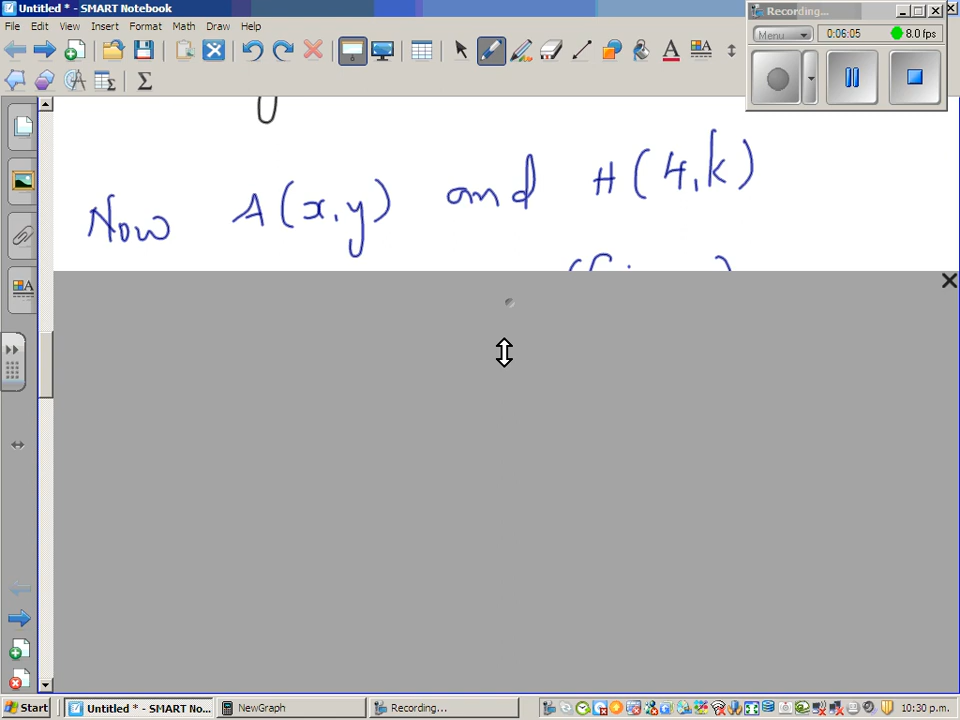 Untitled * - SMART Notebook
File Edit View Insert Format Math Draw Help
Recording...
Menu 0:06:05 8.0 fps
Now A(x,y) and H(4,k)
Start Untitled * - SMART No... NewGraph Recording... 10:30 p.m.